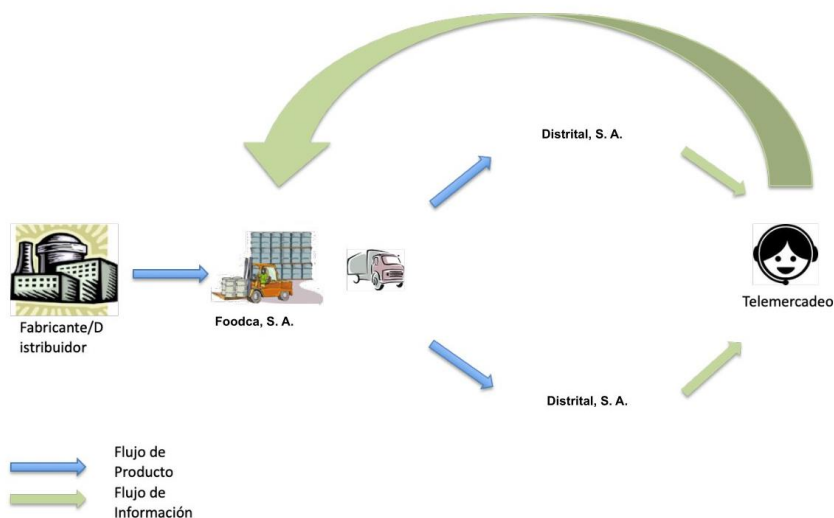 Distrital, S. A.
Telemercadeo
Foodca, S. A.
Fabricante/D
istribuidor
Distrital, S. A.
Flujo de
Producto
Flujo de
Información